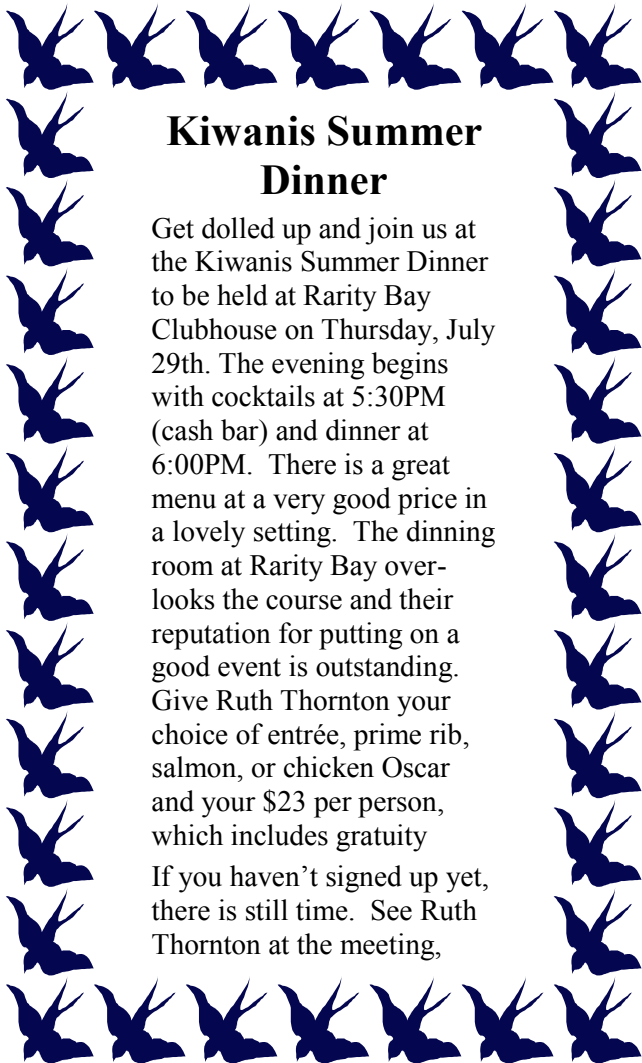 Kiwanis Summer
Dinner
Get dolled up and join us at
the Kiwanis Summer Dinner
to be held at Rarity Bay
Clubhouse on Thursday, July
29th. The evening begins
with cocktails at 5:30PM
(cash bar) and dinner at
6:00PM.  There is a great
menu at a very good price in
a lovely setting.  The dinning
room at Rarity Bay over-
looks the course and their
reputation for putting on a
good event is outstanding.
Give Ruth Thornton your
choice of entrée, prime rib,
salmon, or chicken Oscar
and your $23 per person,
which includes gratuity
If you haven’t signed up yet,
there is still time.  See Ruth
Thornton at the meeting,